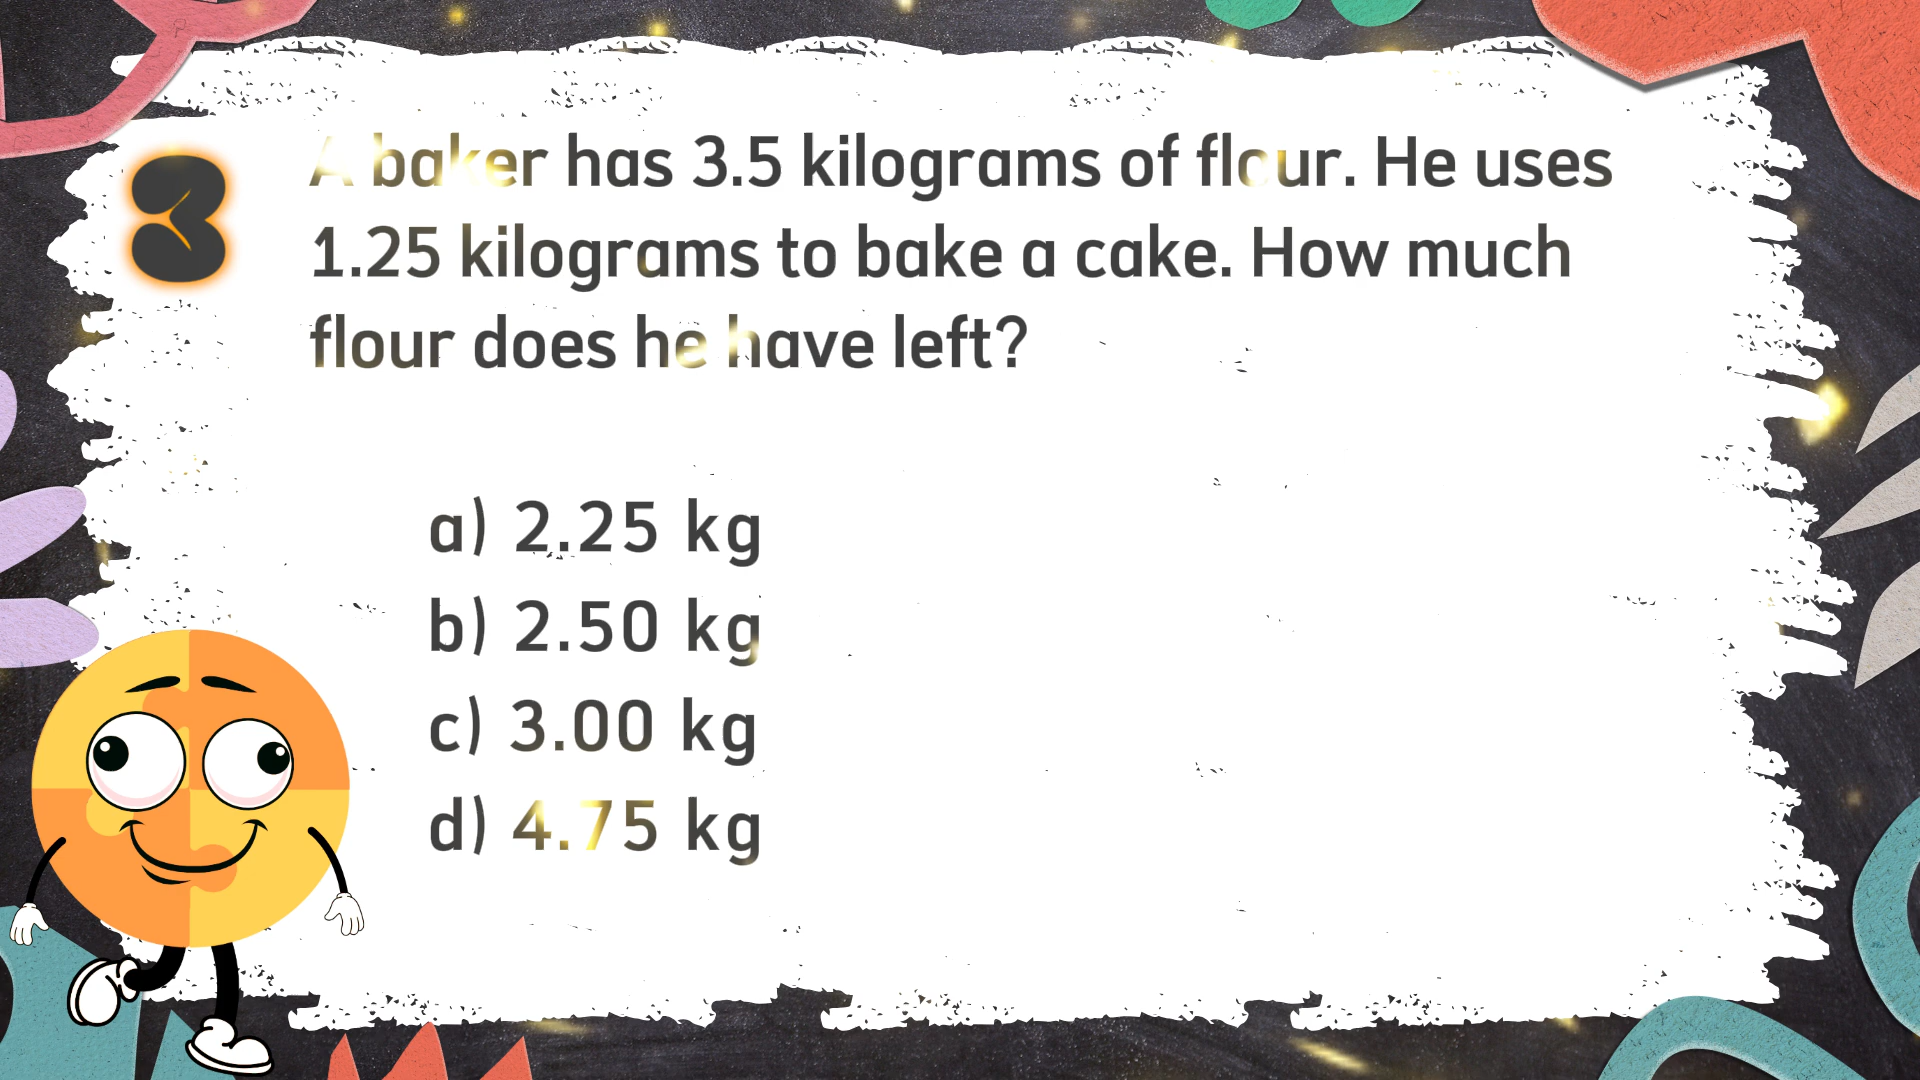 3
A baker has 3.5 kilograms of flour. He uses
1.25 kilograms to bake a cake. How much
flour does he have left?
a) 2.25 kg
b) 2.50 kg
c) 3.00 kg
d) 4.75 kg